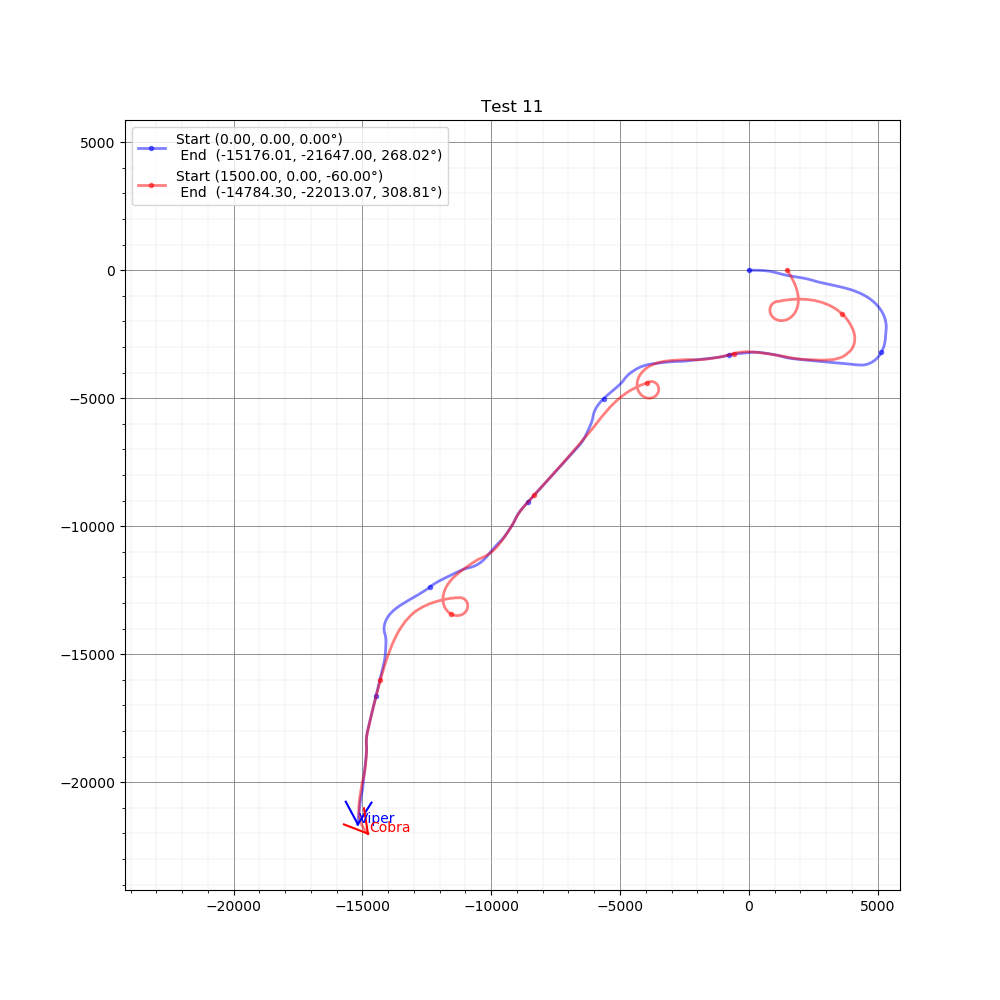 Test 11
Start (0.00, 0.00, 0.00°)
End (-15176.01, -21647.00, 268.02°)
Start (1500.00, 0.00, -60.00°)
End (-14784.30, -22013.07, 308.81°)
5000
0
−5000
−10000
−15000
−20000
Viper
Cobra
−20000
−15000
−10000
−5000
0
5000